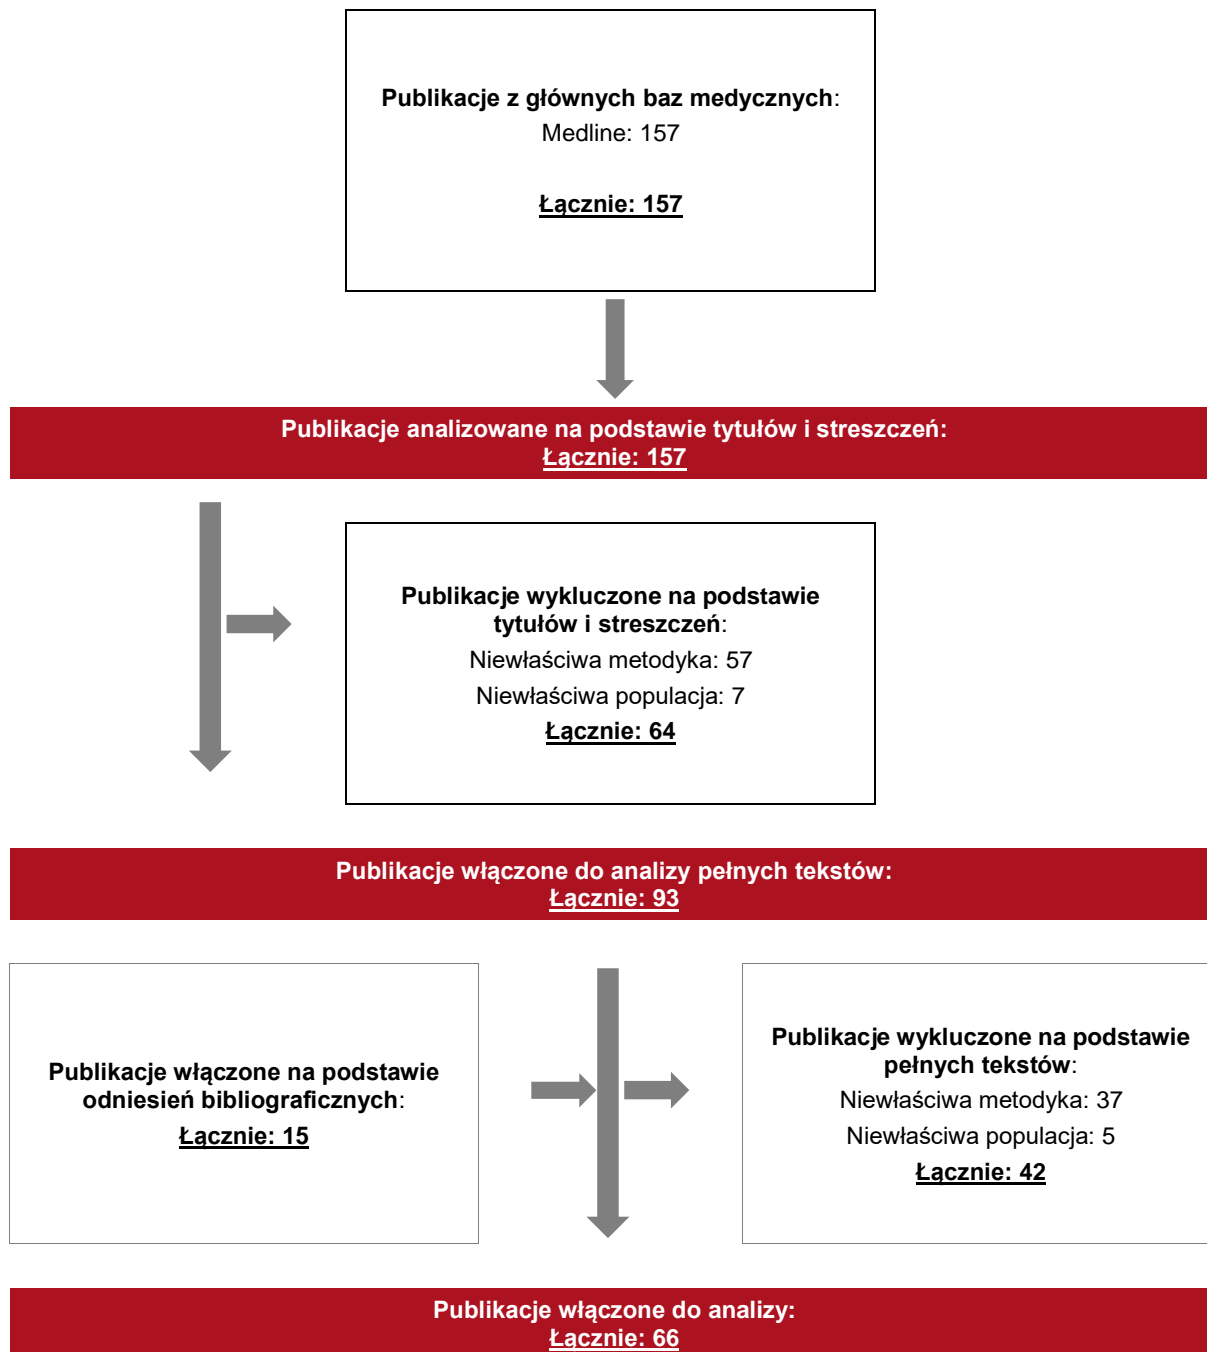 Publikacje z głównych baz medycznych:
Medline: 157
Łącznie: 157
Publikacje analizowane na podstawie tytułów i streszczeń:
Łącznie: 157
Publikacje wykluczone na podstawie
tytułów i streszczeń:
Niewłaściwa metodyka: 57
Niewłaściwa populacja: 7
Łącznie: 64
Publikacje włączone do analizy pełnych tekstów:
Łącznie: 93
Publikacje włączone na podstawie
odniesień bibliograficznych:
Łącznie: 15
Publikacje wykluczone na podstawie
pełnych tekstów:
Niewłaściwa metodyka: 37
Niewłaściwa populacja: 5
Łącznie: 42
Publikacje włączone do analizy:
Łącznie: 66